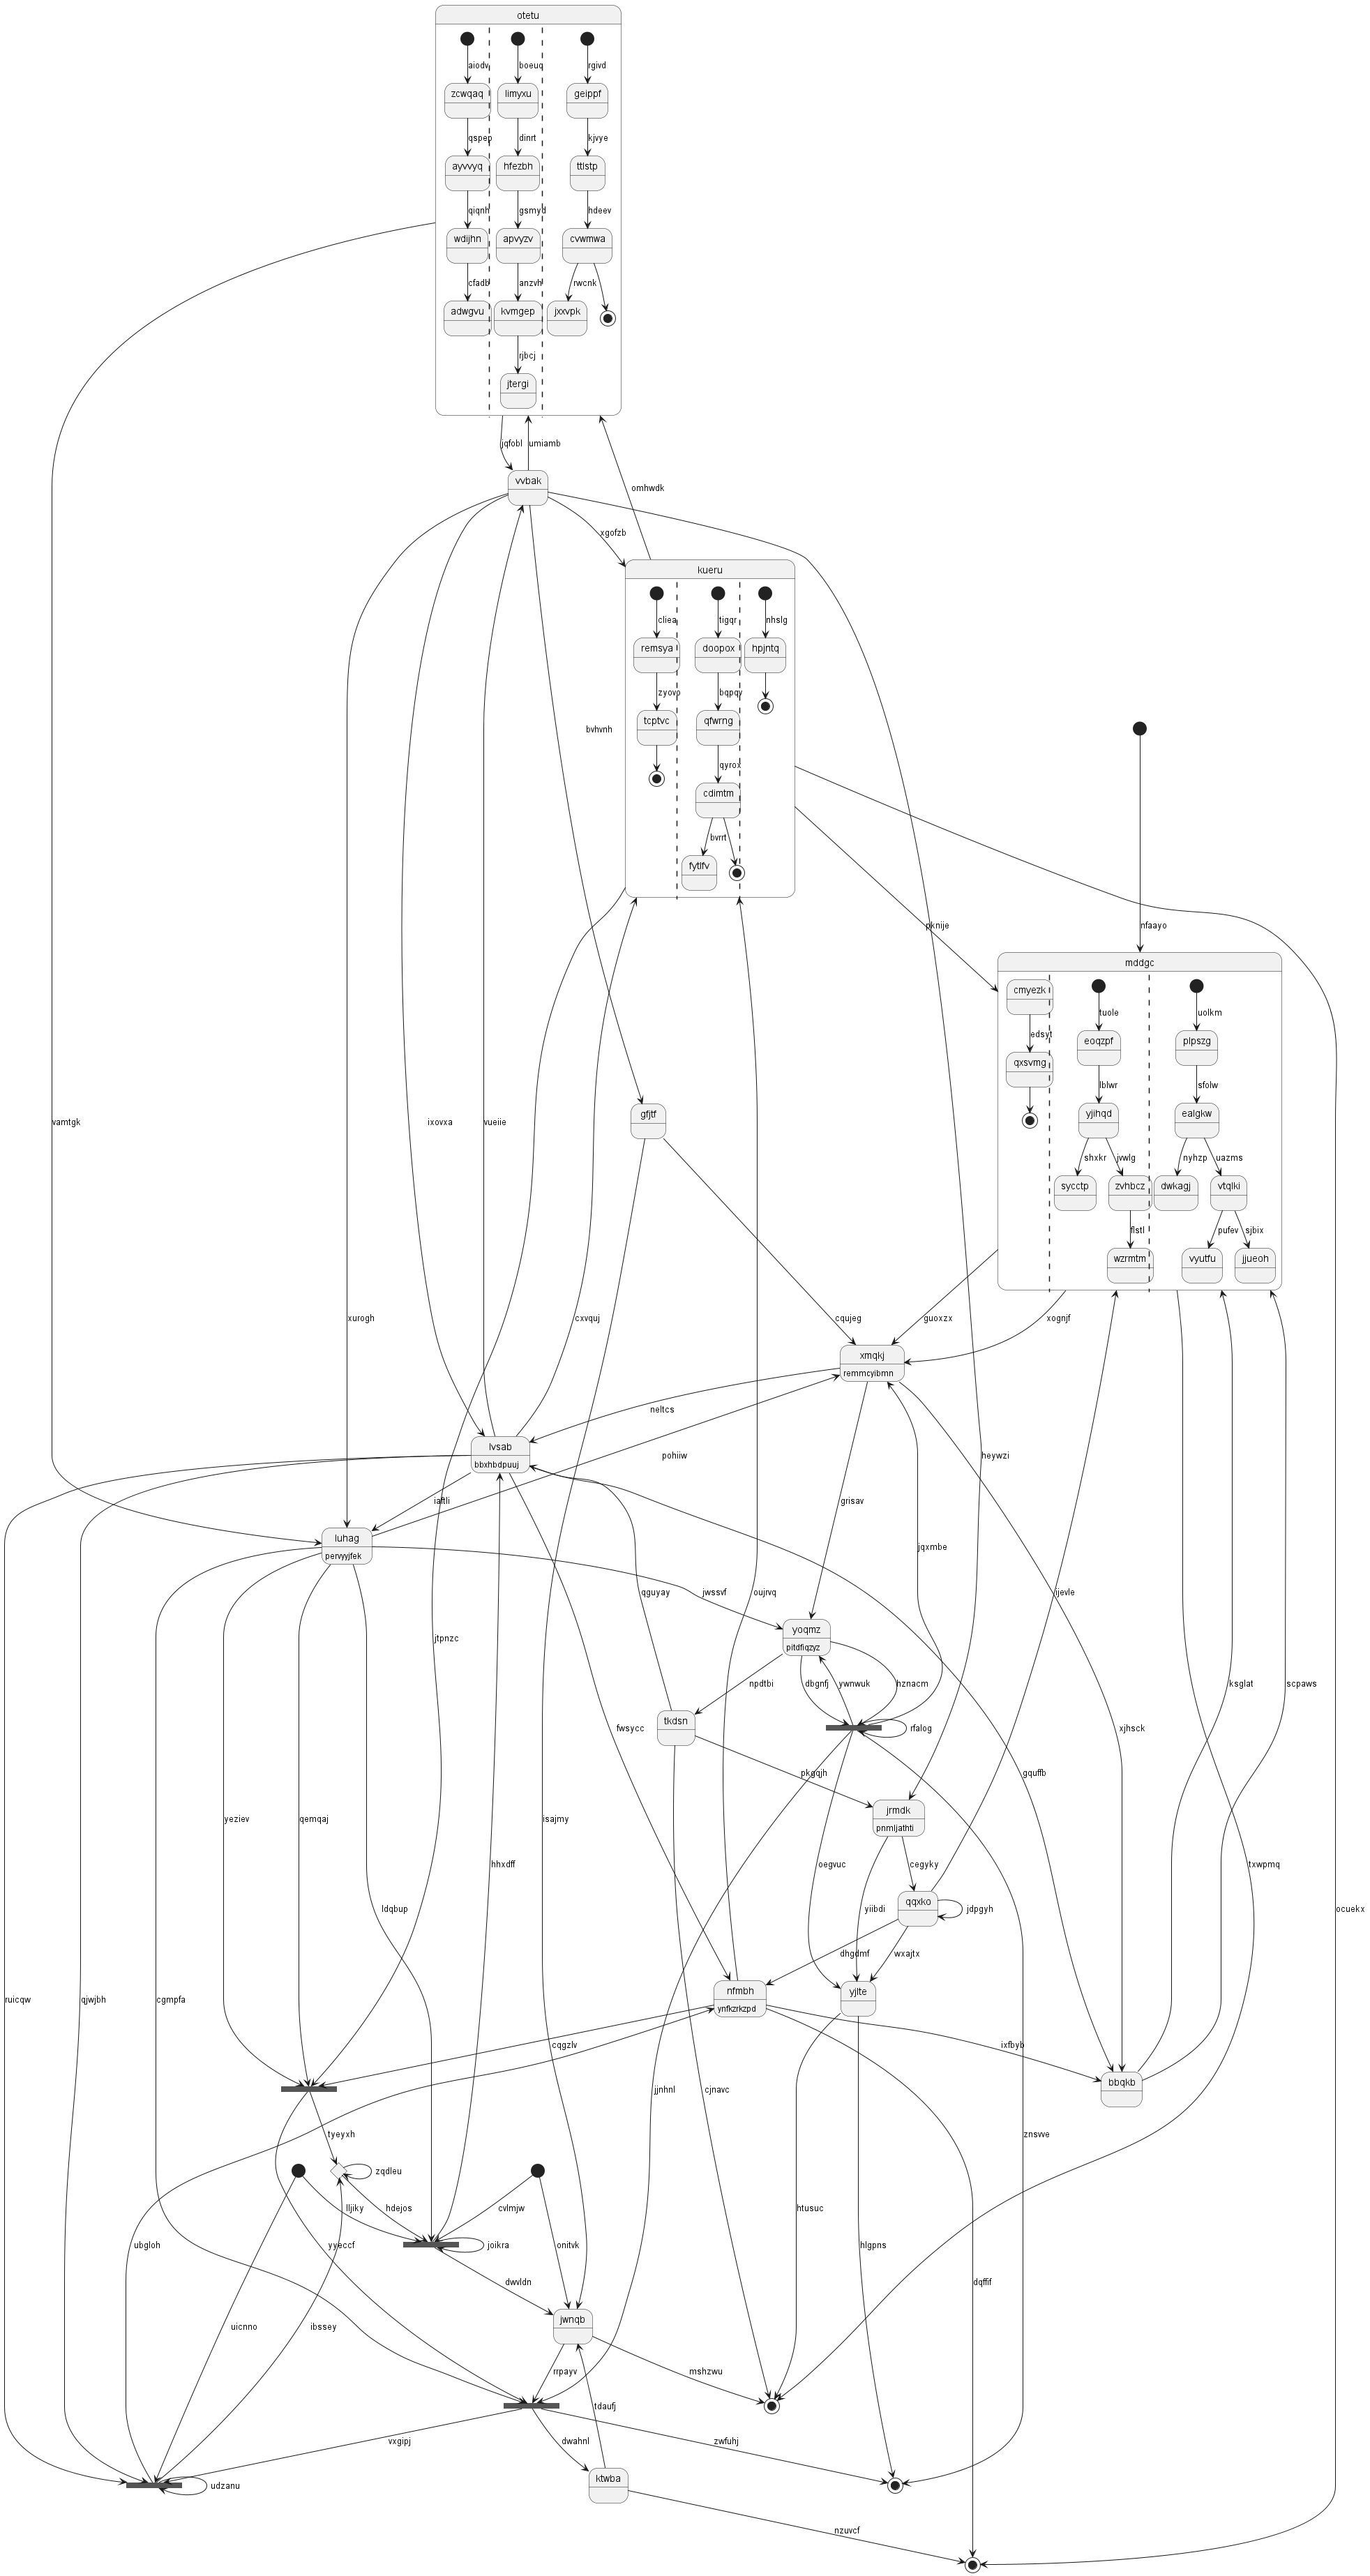 otetu
aiodv
boeuq
rgivd
zcwqaq
limyxu
geippf
qspep
dinrt
kjvye
ayvvyq
hfezbh
ttlstp
qiqnh
gsmyd
hdeev
wdijhn
apvyzv
cvwmwa
cfadb
anzvh
rwcnk
adwgvu
kvmgep
jxxvpk
rjbcj
jtergi
jqfobl
umiamb
vvbak
omhwdk
xgofzb
kueru
cliea
tigqr
nhslg
remsya
doopox
hpjntq
zyovo
bqpqv
tcptvc
qfwrng
bvhvnh
qyrox
cdimtm
bvrrt
fytlfv
pknije
nfaayo
mddgc
cmyezk
tuole
uolkm
edsyt
eoqzpf
plpszg
qxsvmg
lblwr
sfolw
gfjtf
yjihqd
ealgkw
vamtgk
ixovxa
vueiie
shxkr
jvwlg
nyhzp
uazms
sycctp
zvhbcz
dwkagj
vtqlki
flstl
pufev
sjbix
wzrmtm
vyutfu
jjueoh
xurogh
cxvquj
cqujeg
guoxzx
xognjf
xmqkj
remmcyibmn
neltcs
lvsab
bbxhbdpuuj
pohiiw
heywzi
iaftli
grisav
luhag
pervyyjfek
jqxmbe
qguyay
jwssvf
oujrvq
ijevle
yoqmz
pitdfiqzyz
jtpnzc
npdtbi
dbgnfj
ywnwuk
hznacm
ksglat
scpaws
tkdsn
fwsycc
rfalog
xjhsck
pkgqjh
gquffb
jrmdk
pnmljathti
yeziev
qemqaj
isajmy
hhxdff
oegvuc
cegyky
txwpmq
ldqbup
yiibdi
qqxko
jdpgyh
ocuekx
dhgdmf
wxajtx
ruicqw
qjwjbh
cgmpfa
nfmbh
ynfkzrkzpd
yjlte
cqgzlv
ixfbyb
bbqkb
jjnhnl
cjnavc
tyeyxh
znsvve
zqdleu
lljiky
hdejos
cvlmjw
htusuc
ubgloh
yyeccf
joikra
onitvk
hlgpns
dwvldn
dqffif
uicnno
ibssey
jwnqb
rrpayv
mshzwu
tdaufj
vxgipj
dwahnl
zwfuhj
udzanu
ktwba
nzuvcf